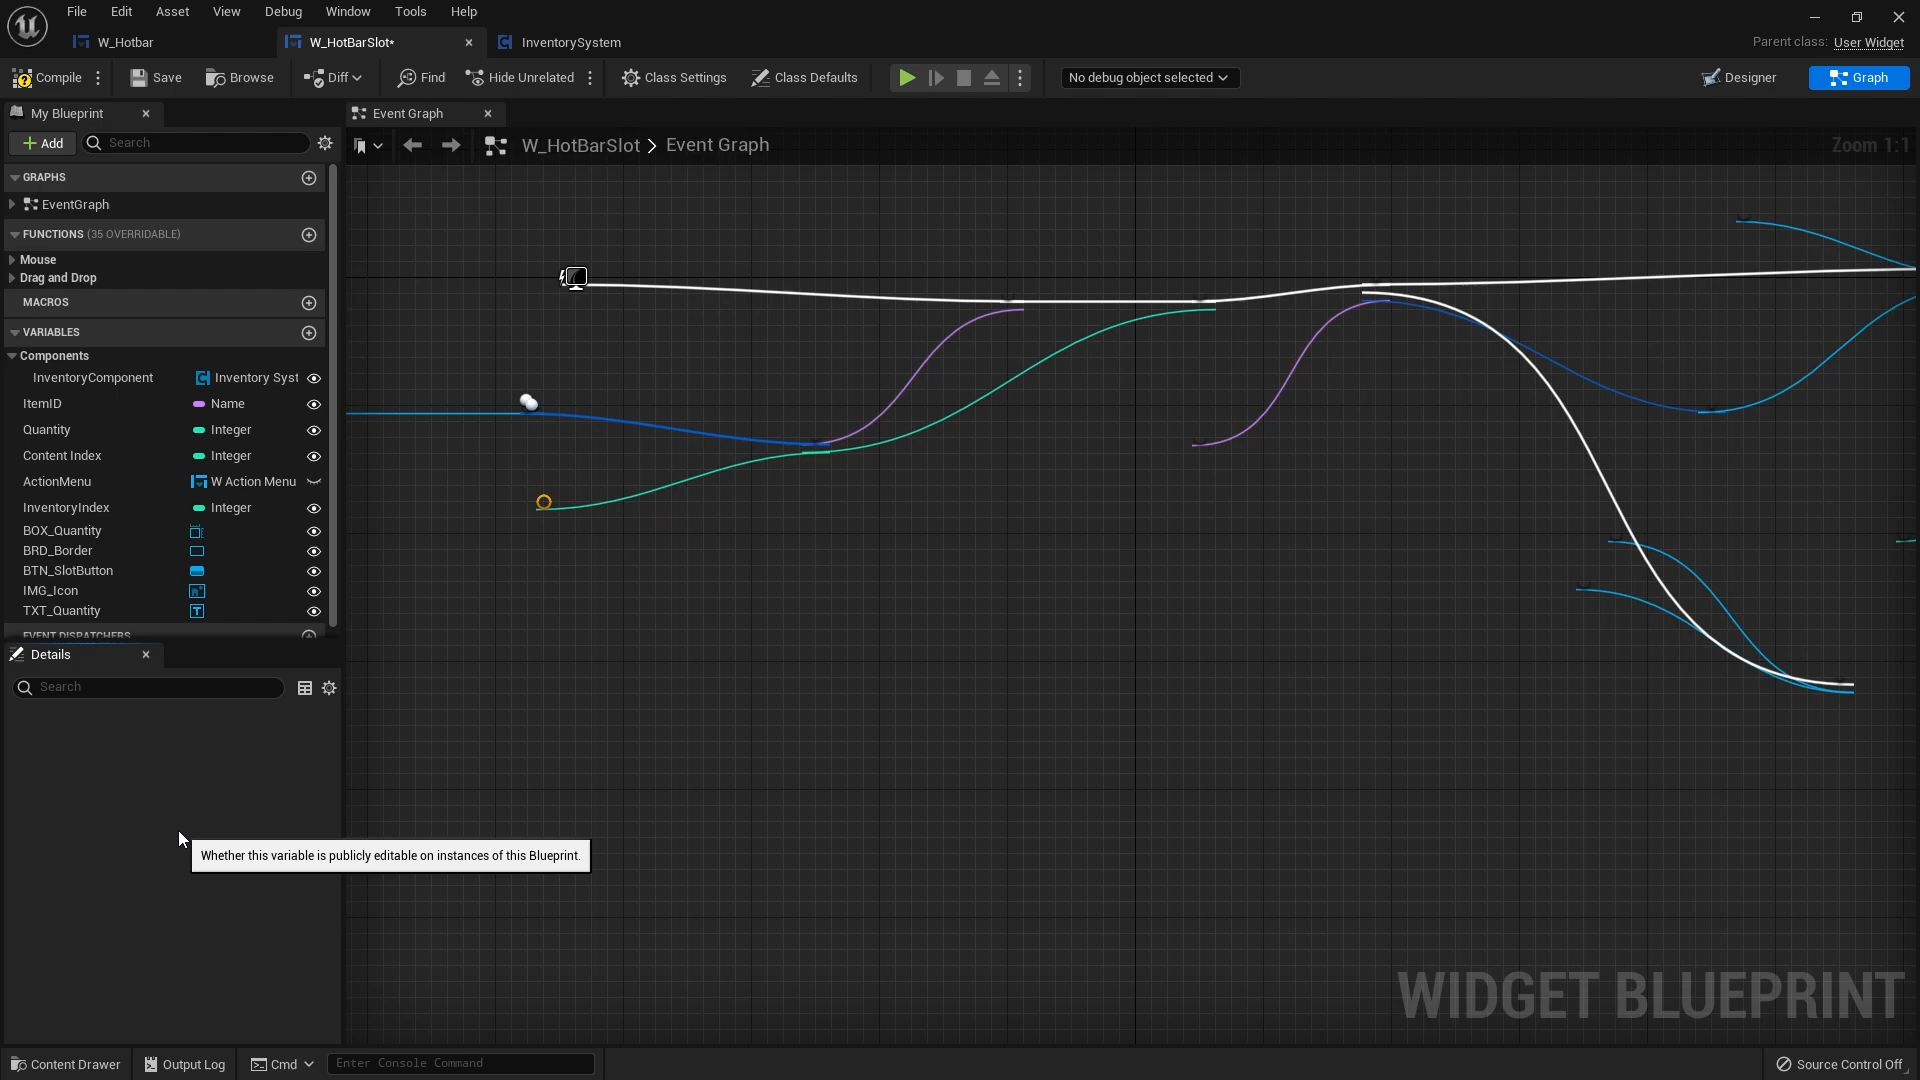 File Edit Asset View Debug Window Tools Help
W_Hotbar W_HotBarSlot* InventorySystem
Parent class: User Widget
Compile Save Browse Diff Find Hide Unrelated Class Settings Class Defaults No debug object selected Designer Graph
My Blueprint Event Graph
Add Search W_HotBarSlot > Event Graph Zoom 1:1
GRAPHS
EventGraph
FUNCTIONS (35 OVERRIDABLE)
Mouse
Drag and Drop
MACROS
VARIABLES
Components
InventoryComponent Inventory Syst
ItemID Name
Quantity Integer
Content Index Integer
ActionMenu W Action Menu
InventoryIndex Integer
BOX_Quantity
BRD_Border
BTN_SlotButton
IMG_Icon
TXT_Quantity
EVENT DISPATCHERS
Details
Search
Whether this variable is publicly editable on instances of this Blueprint.
WIDGET BLUEPRINT
Content Drawer Output Log Cmd Enter Console Command Source Control Off